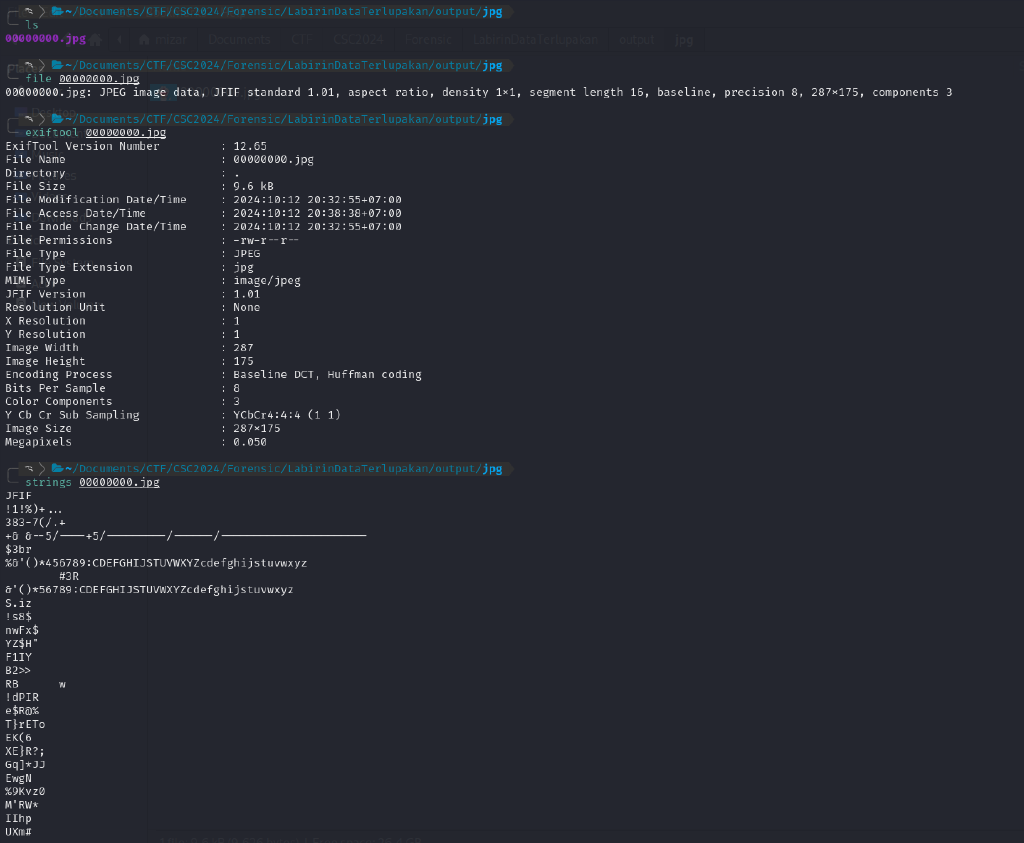 ~/Documents/CTF/CSC2024/Forensic/LabirinDataTerlupakan/output/jpg
ls
00000000.jpg
~/Documents/CTF/CSC2024/Forensic/LabirinDataTerlupakan/output/jpg
file 00000000.jpg
00000000.jpg: JPEG image data, JFIF standard 1.01, aspect ratio, density 1×1, segment length 16, baseline, precision 8, 287×175, components 3
~/Documents/CTF/CSC2024/Forensic/LabirinDataTerlupakan/output/jpg
exiftool 00000000.jpg
ExifTool Version Number : 12.65
File Name : 00000000.jpg
Directory : .
File Size : 9.6 kB
File Modification Date/Time : 2024:10:12 20:32:55+07:00
File Access Date/Time : 2024:10:12 20:38:38+07:00
File Inode Change Date/Time : 2024:10:12 20:32:55+07:00
File Permissions : -rw-r--r--
File Type : JPEG
File Type Extension : jpg
MIME Type : image/jpeg
JFIF Version : 1.01
Resolution Unit : None
X Resolution : 1
Y Resolution : 1
Image Width : 287
Image Height : 175
Encoding Process : Baseline DCT, Huffman coding
Bits Per Sample : 8
Color Components : 3
Y Cb Cr Sub Sampling : YCbCr4:4:4 (1 1)
Image Size : 287×175
Megapixels : 0.050
~/Documents/CTF/CSC2024/Forensic/LabirinDataTerlupakan/output/jpg
strings 00000000.jpg
JFIF
!1!%)+...
383-7(/.+
$3br
%&'()*456789:CDEFGHIJSTUVWXYZcdefghijstuvwxyz
#3R
&'()*56789:CDEFGHIJSTUVWXYZcdefghijstuvwxyz
S.iz
!s8$
nwFx$
YZ$H"
F1IY
B2>>
RB w
!dPIR
e$R@%
T}rETo
EK(6
XE}R?;
Gq]*JJ
EwgN
%9Kvz0
M'RW*
IIhp
UXm#